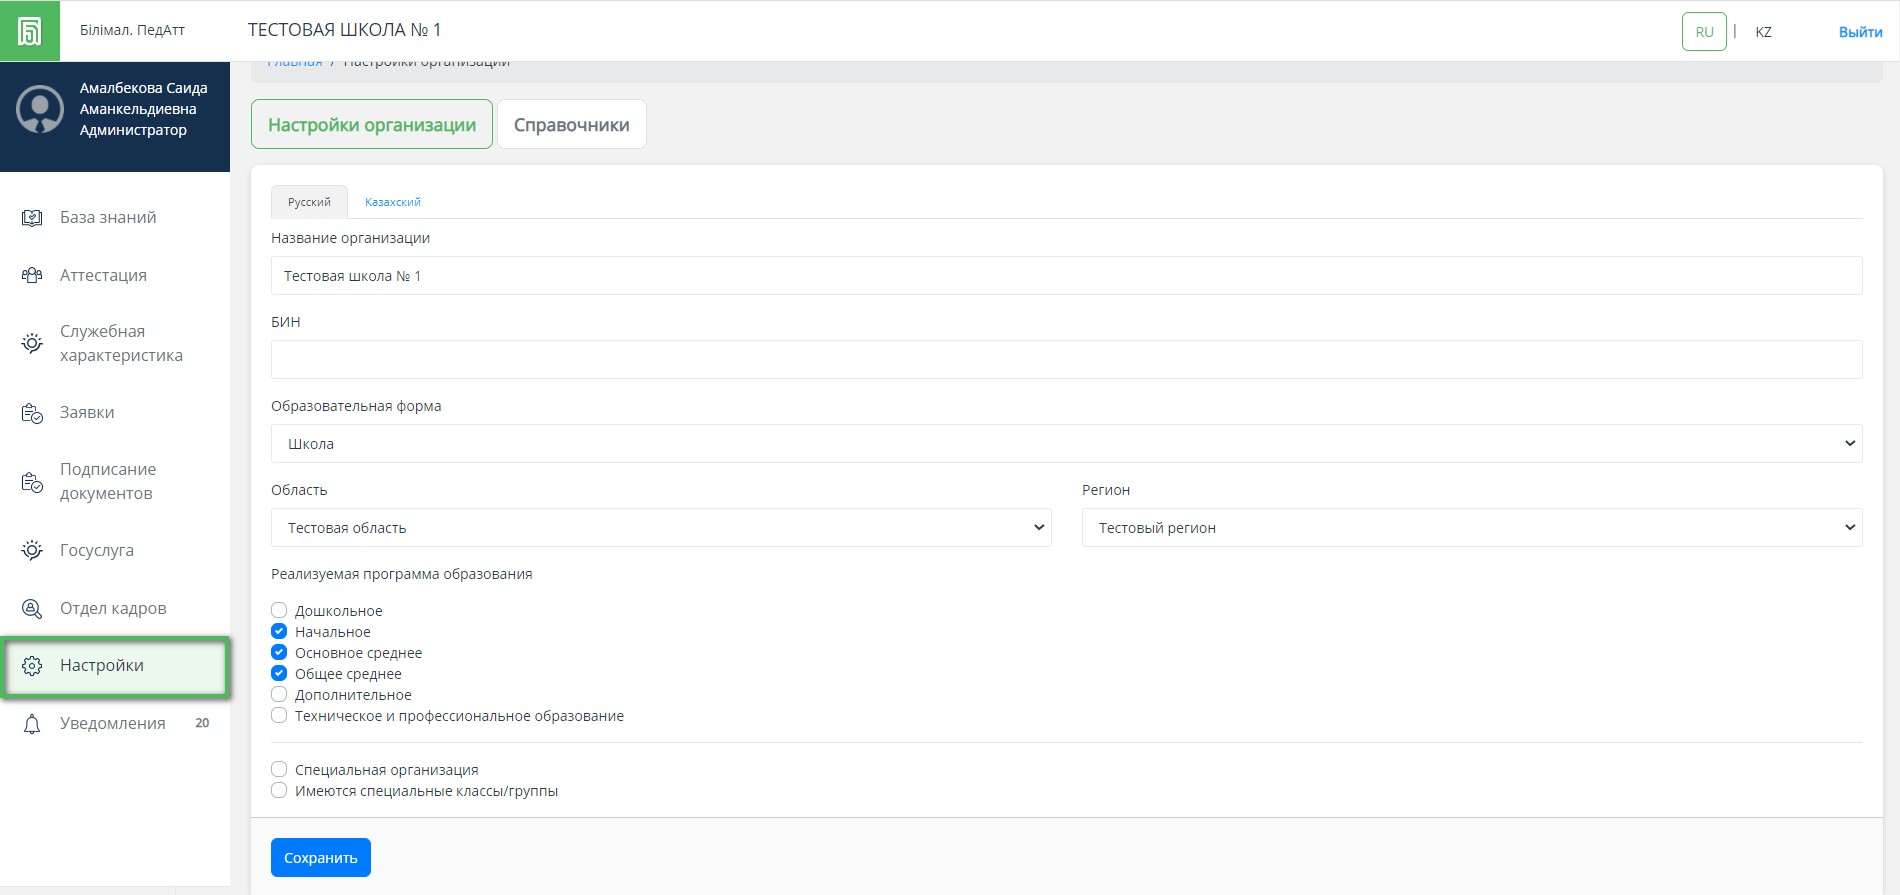 Білімал. ПедАтт
ТЕСТОВАЯ ШКОЛА № 1
RU | KZ
Выйти
Амалбекова Саида
Аманкельдиевна
Администратор
База знаний
Аттестация
Служебная
характеристика
Заявки
Подписание
документов
Госуслуга
Отдел кадров
Настройки
Уведомления 20
Главная / Настройки организации
Настройки организации
Справочники
Русский
Казахский
Название организации
Тестовая школа № 1
БИН
Образовательная форма
Школа
Область
Регион
Тестовая область
Тестовый регион
Реализуемая программа образования
Дошкольное
Начальное
Основное среднее
Общее среднее
Дополнительное
Техническое и профессиональное образование
Специальная организация
Имеются специальные классы/группы
Сохранить